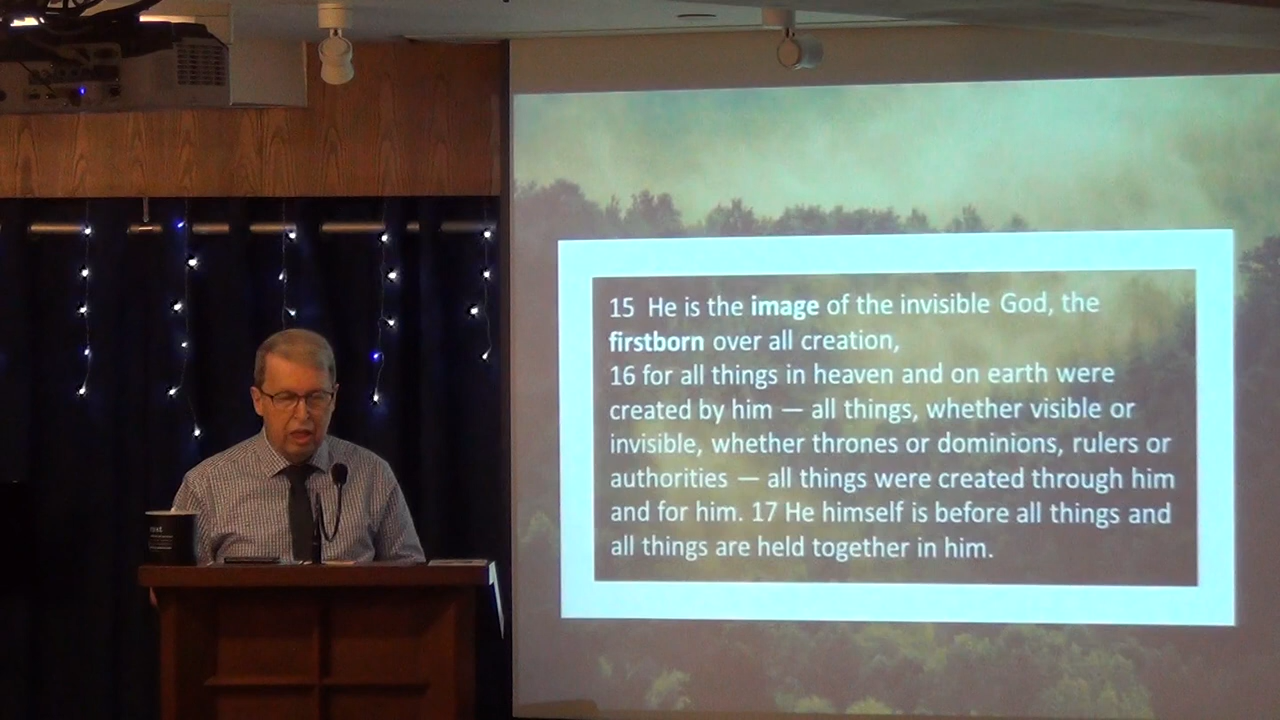 15 He is the image of the invisible God, the
firstborn over all creation,
16 for all things in heaven and on earth were
created by him — all things, whether visible or
invisible, whether thrones or dominions, rulers or
authorities — all things were created through him
and for him. 17 He himself is before all things and
all things are held together in him.